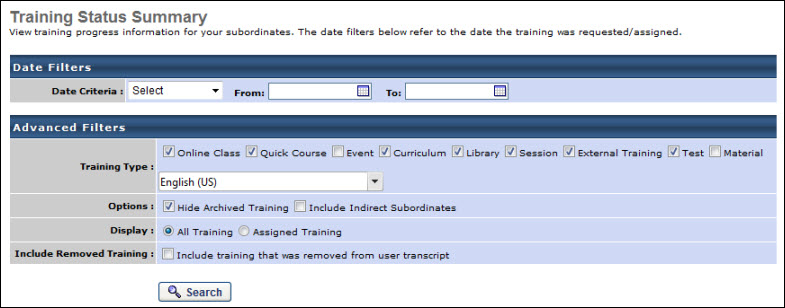 Training Status Summary
View training progress information for your subordinates. The date filters below refer to the date the training was requested/assigned.
Date Filters
Date Criteria : Select From: To:
Advanced Filters
Training Type : Online Class Quick Course Event Curriculum Library Session External Training Test Material
English (US)
Options : Hide Archived Training Include Indirect Subordinates
Display : All Training Assigned Training
Include Removed Training : Include training that was removed from user transcript
Search